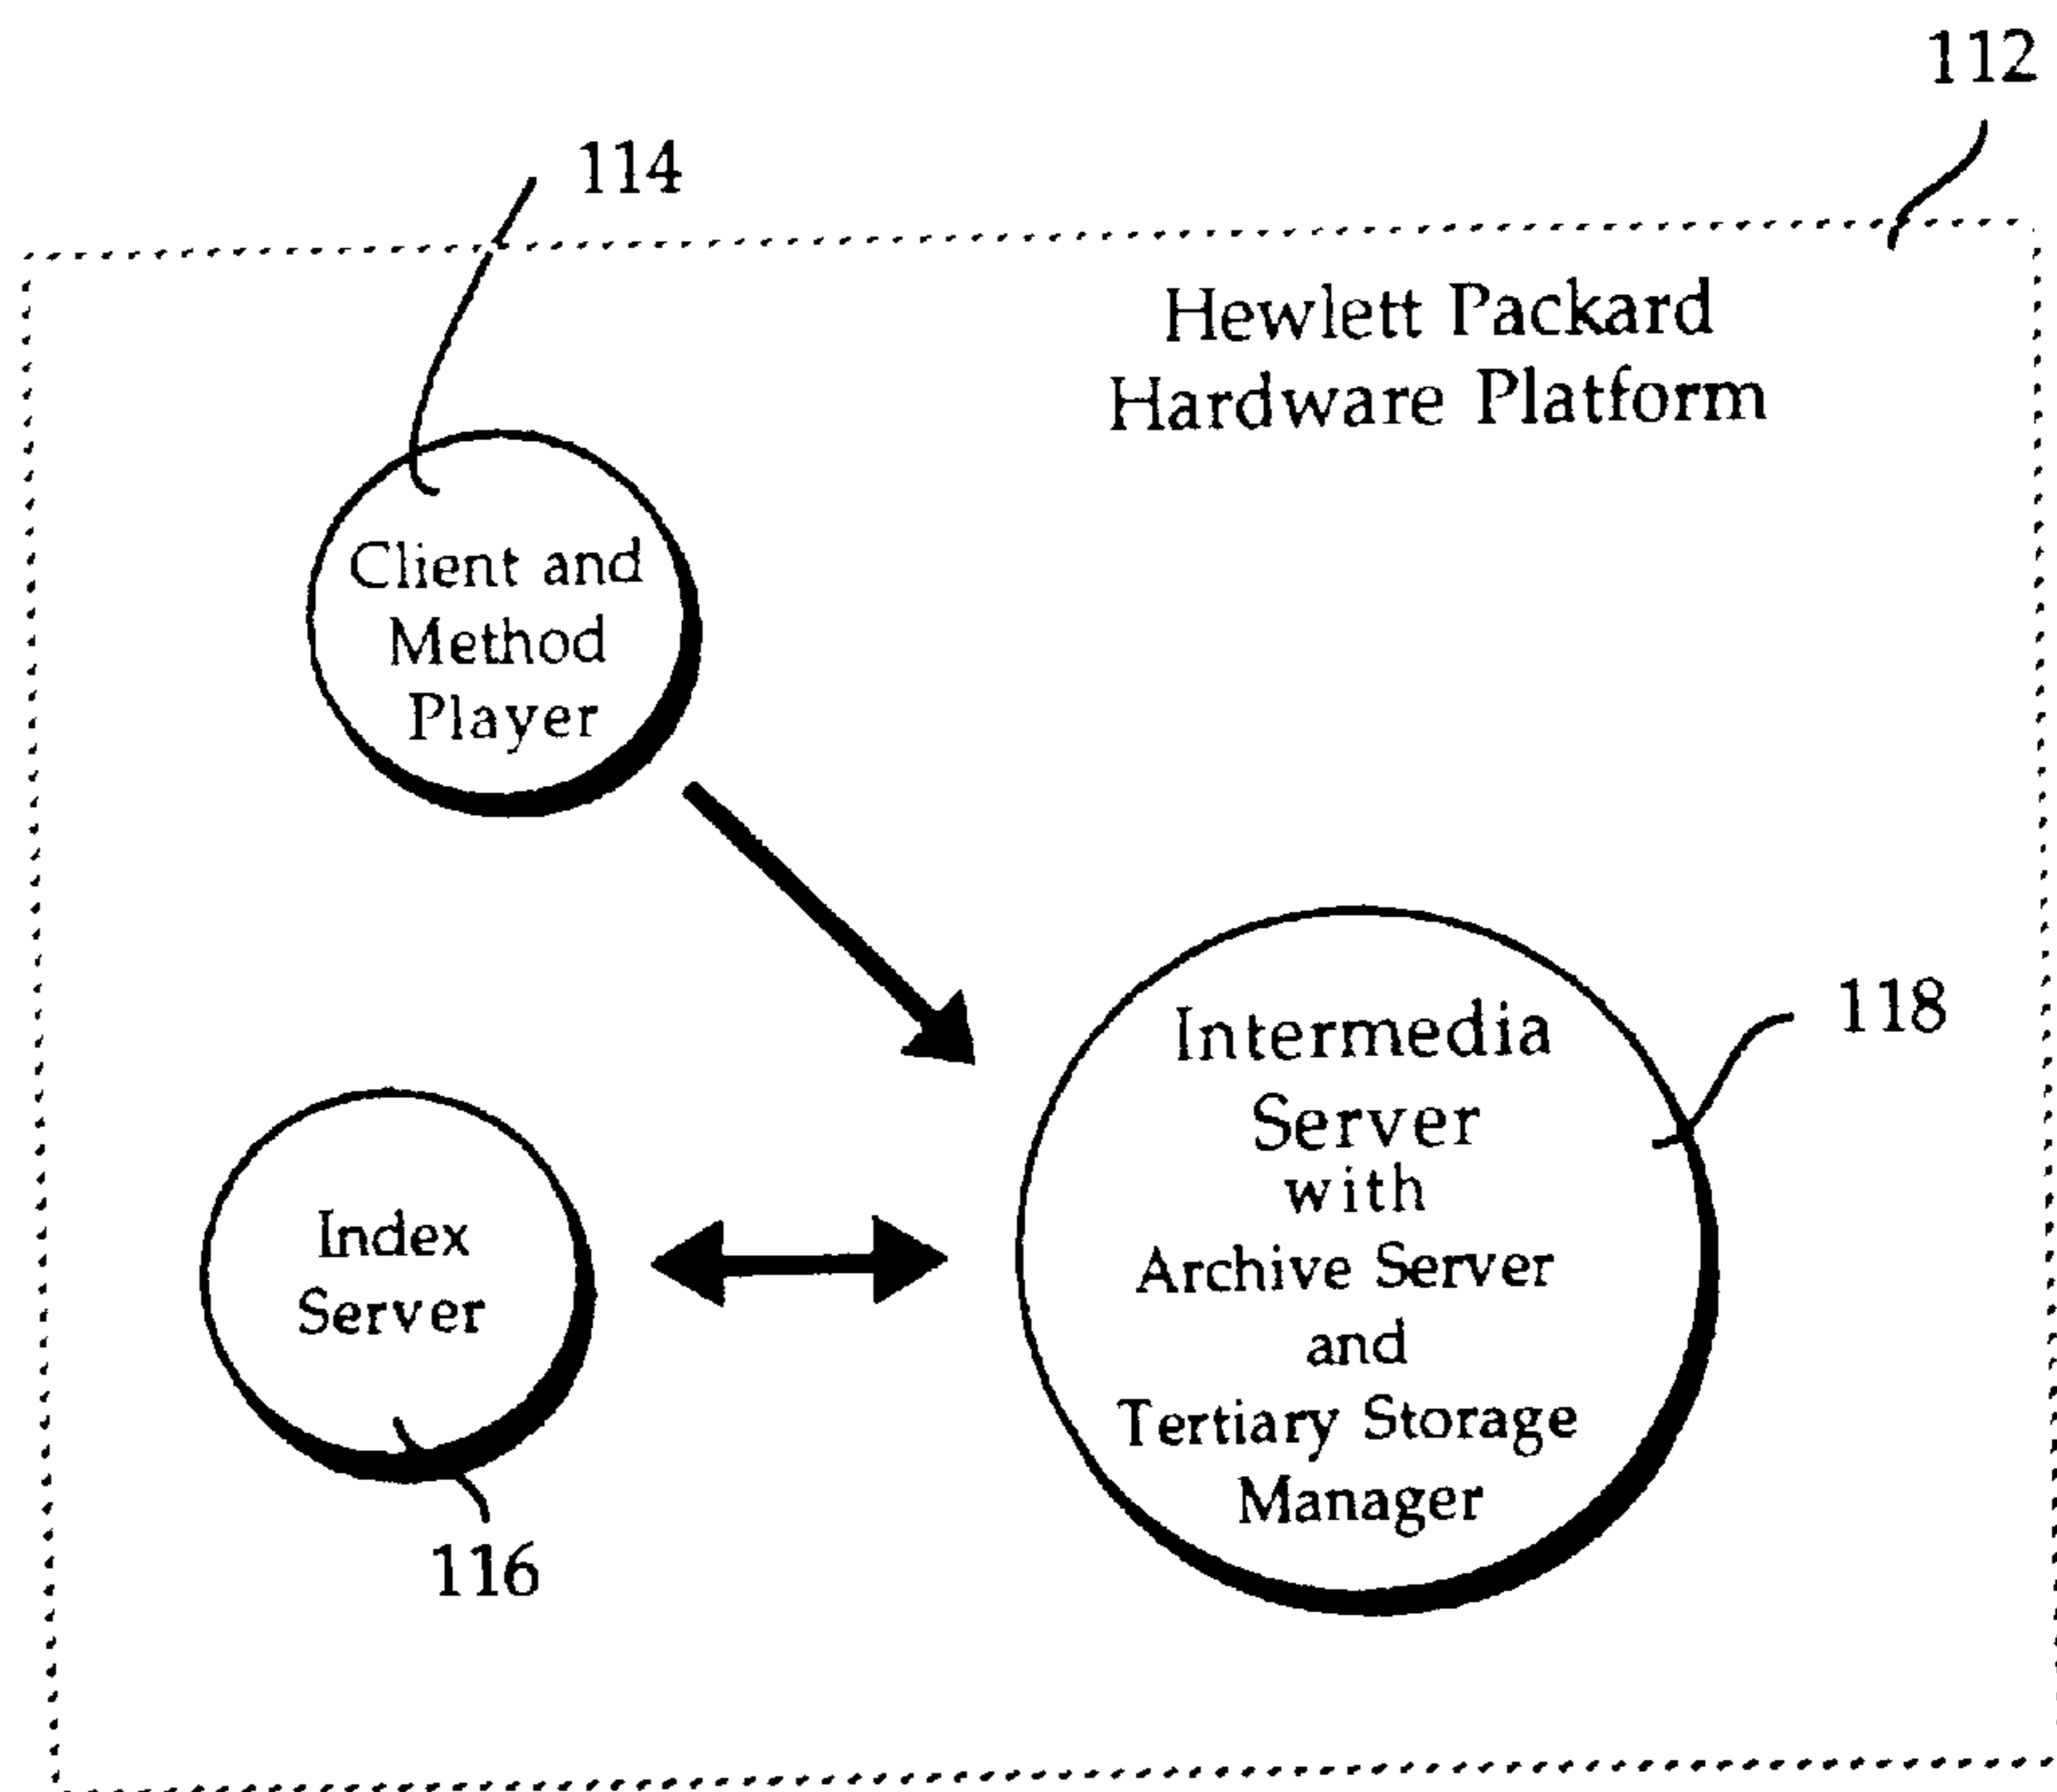 112
114
Hewlett Packard
Hardware Platform
Client and
Method
Player
118
Intermedia
Server
with
Archive Server
and
Tertiary Storage
Manager
Index
Server
116